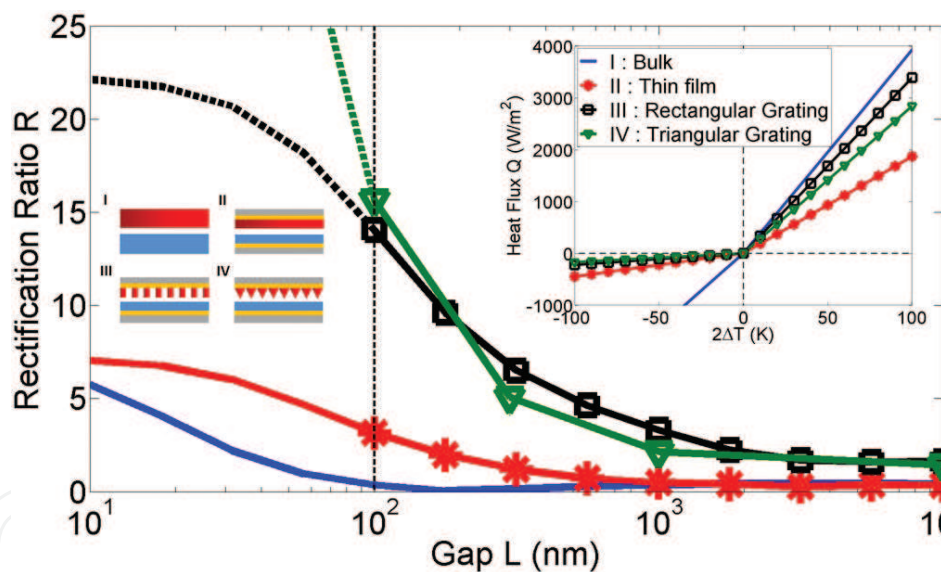 Rectification Ratio R
25
20
15
10
5
0
10^1
10^2
10^3
10
Gap L (nm)
I
II
III
IV
Heat Flux Q (W/m^2)
4000
3000
2000
1000
0
-1000
-100
-50
0
50
100
2ΔT (K)
I : Bulk
II : Thin film
III : Rectangular Grating
IV : Triangular Grating